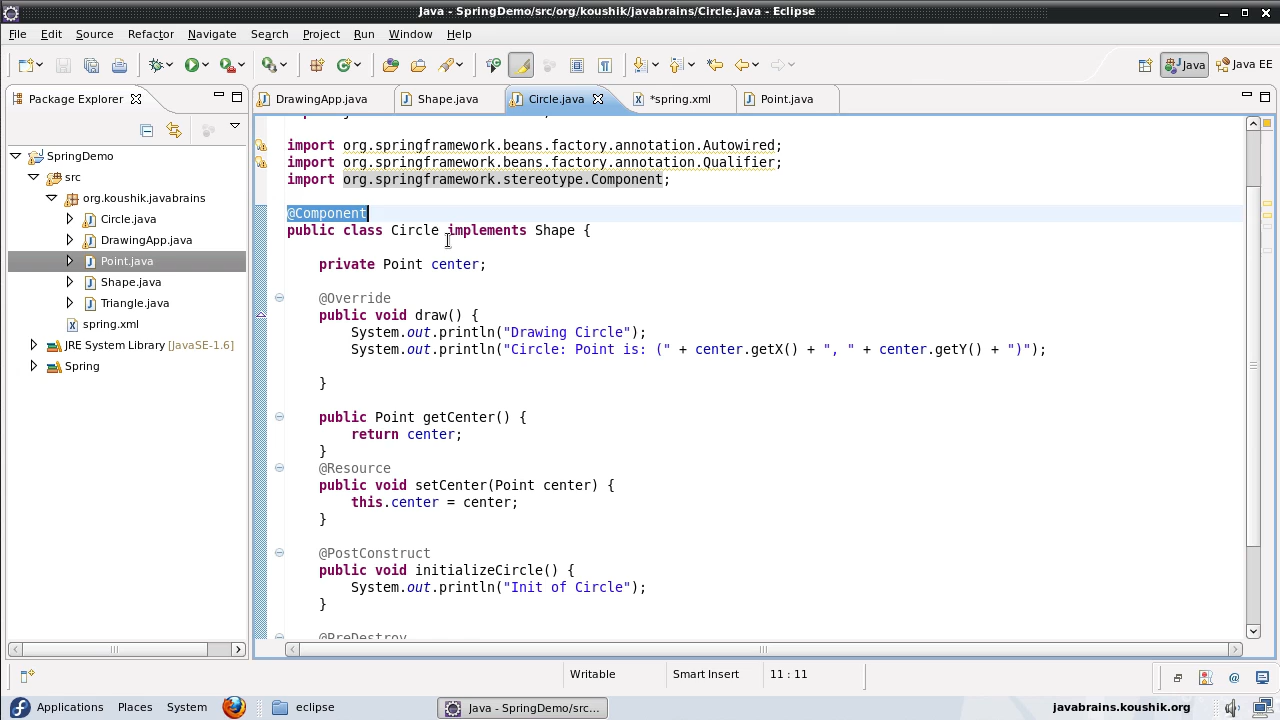 Java - SpringDemo/src/org/koushik/javabrains/Circle.java - Eclipse
File Edit Source Refactor Navigate Search Project Run Window Help
Java Java EE
Package Explorer
DrawingApp.java Shape.java Circle.java *spring.xml Point.java
SpringDemo
src
org.koushik.javabrains
Circle.java
DrawingApp.java
Point.java
Shape.java
Triangle.java
spring.xml
JRE System Library [JavaSE-1.6]
Spring
import org.springframework.beans.factory.annotation.Autowired;
import org.springframework.beans.factory.annotation.Qualifier;
import org.springframework.stereotype.Component;
@Component
public class Circle implements Shape {
private Point center;
@Override
public void draw() {
System.out.println("Drawing Circle");
System.out.println("Circle: Point is: (" + center.getX() + ", " + center.getY() + ")");
}
public Point getCenter() {
return center;
}
@Resource
public void setCenter(Point center) {
this.center = center;
}
@PostConstruct
public void initializeCircle() {
System.out.println("Init of Circle");
}
@PreDestroy
Writable Smart Insert 11 : 11
Applications Places System eclipse Java - SpringDemo/src... javabrains.koushik.org